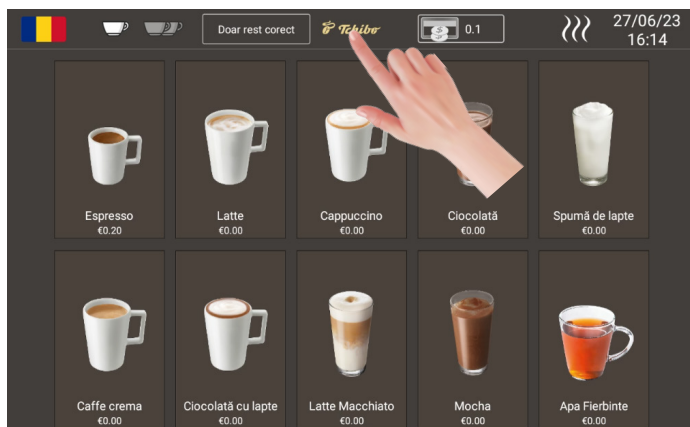 Doar rest corect
Tchibo
0.1
27/06/23
16:14
Espresso
€0.20
Latte
€0.00
Cappuccino
€0.00
Ciocolată
€0.00
Spumă de lapte
€0.00
Caffe crema
€0.00
Ciocolată cu lapte
€0.00
Latte Macchiato
€0.00
Mocha
€0.00
Apa Fierbinte
€0.00